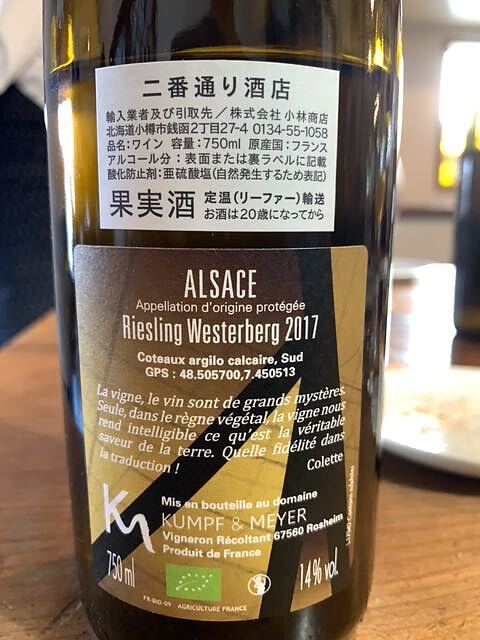 二番通り酒店
輸入業者及び引取先／株式会社 小林商店
北海道小樽市銭函2丁目27-4 0134-55-1058
品名：ワイン 容量：750ml 原産国：フランス
アルコール分：表面または裏ラベルに記載
酸化防止剤：亜硫酸塩(自然発生するため表記)
果実酒 定温(リーファー)輸送
お酒は20歳になってから
ALSACE
Appellation d'origine protégée
Riesling Westerberg 2017
Coteaux argilo calcaire, Sud
GPS : 48.505700,7.450513
La vigne, le vin sont de grands mystères.
Seule, dans le règne végétal, la vigne nous
rend intelligible ce qu'est la véritable
saveur de la terre. Quelle fidélité dans
la traduction !
Colette
Mis en bouteille au domaine
KUMPF & MEYER
Vigneron Récoltant 67560 Rosheim
Produit de France
750 ml
14% vol.
FR-BIO-09 AGRICULTURE FRANCE